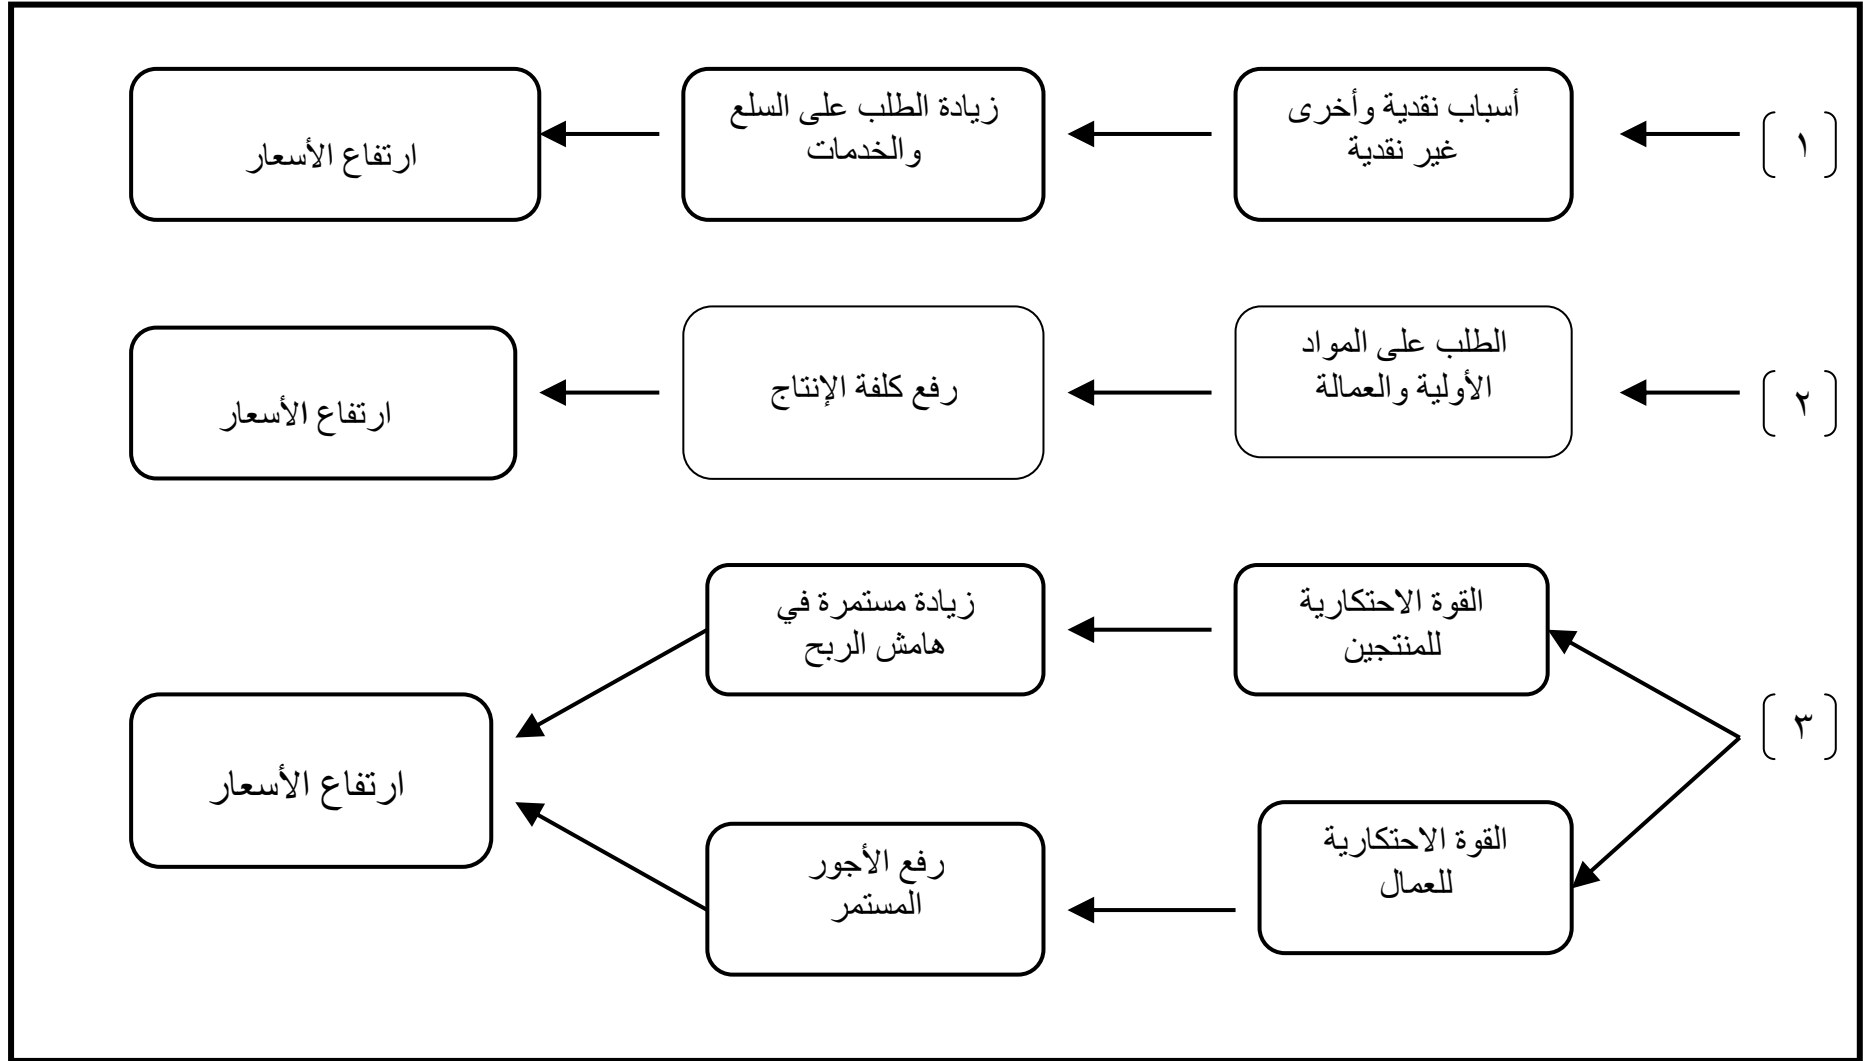 [ ١ ]
أسباب نقدية وأخرى
غير نقدية
زيادة الطلب على السلع
والخدمات
ارتفاع الأسعار
[ ٢ ]
الطلب على المواد
الأولية والعمالة
رفع كلفة الإنتاج
ارتفاع الأسعار
[ ٣ ]
القوة الاحتكارية
للمنتجين
زيادة مستمرة في
هامش الربح
القوة الاحتكارية
للعمال
رفع الأجور
المستمر
ارتفاع الأسعار